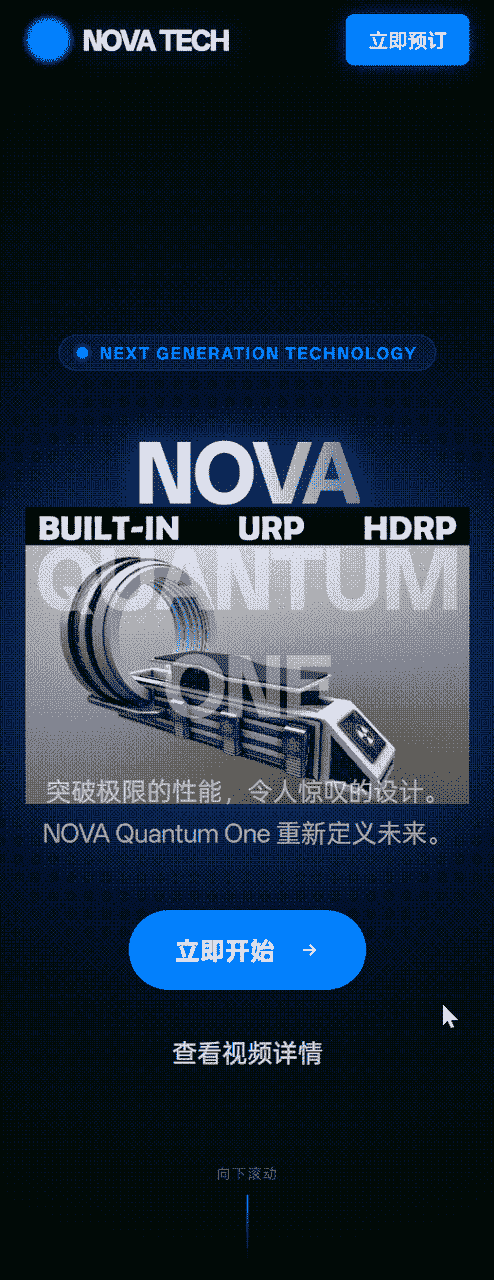 NOVA TECH
立即预订
NEXT GENERATION TECHNOLOGY
NOVA
BUILT-IN URP HDRP
QUANTUM
ONE
突破极限的性能，令人惊叹的设计。
NOVA Quantum One 重新定义未来。
立即开始 →
查看视频详情
向下滚动